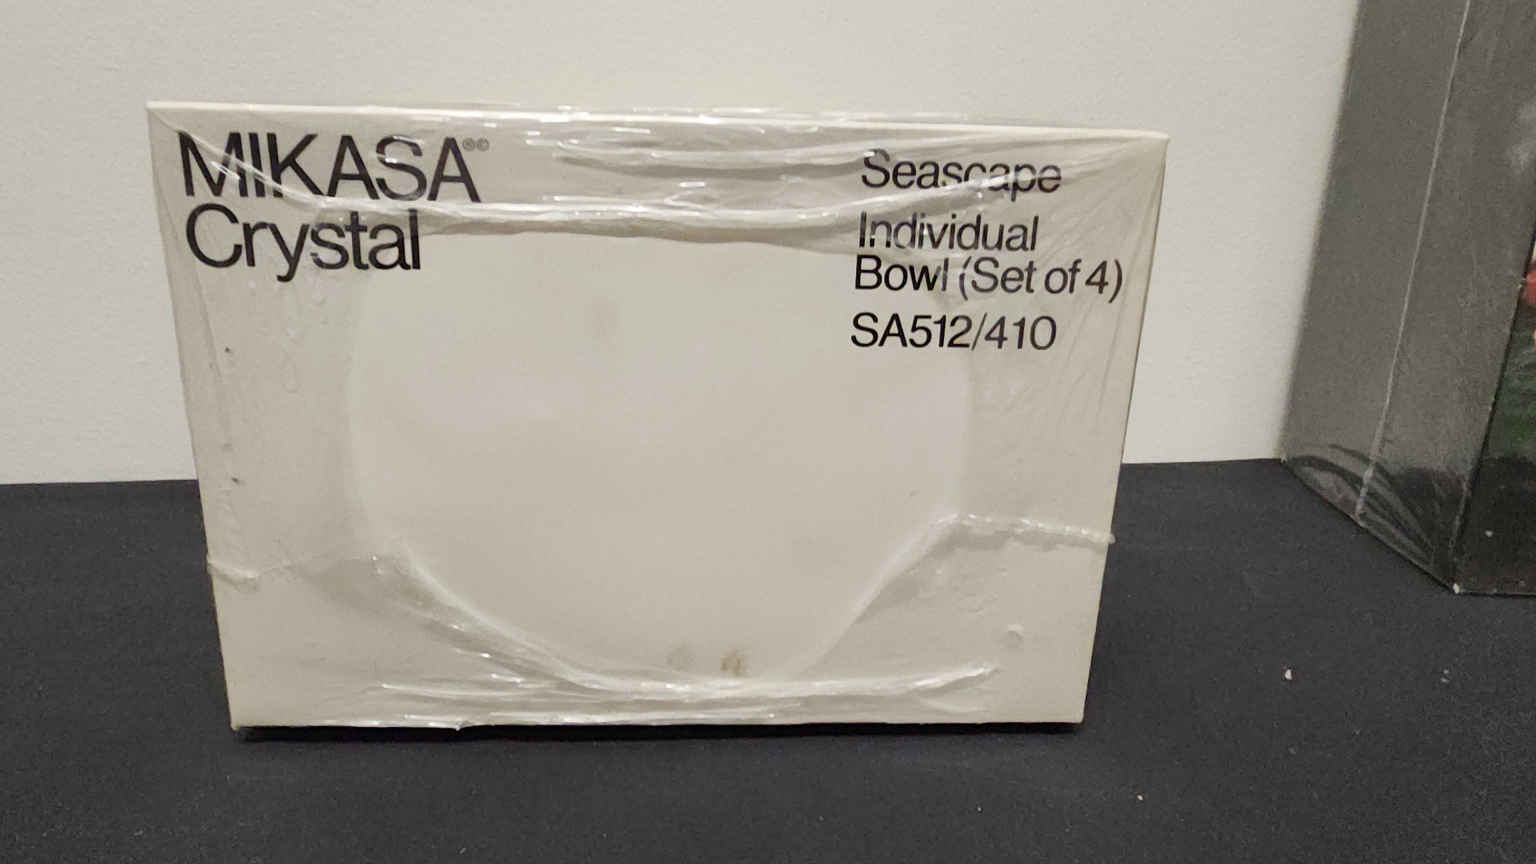 MIKASA®©
Crystal
Seascape
Individual
Bowl (Set of 4)
SA512/410